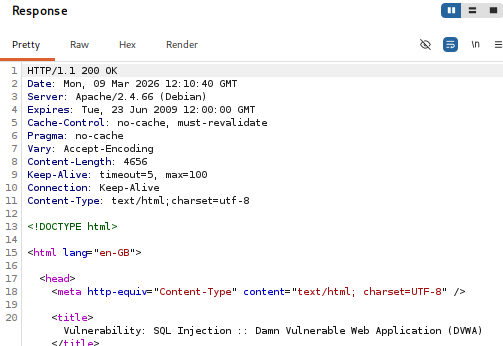 Response
Pretty Raw Hex Render \n
1 HTTP/1.1 200 OK
2 Date: Mon, 09 Mar 2026 12:10:40 GMT
3 Server: Apache/2.4.66 (Debian)
4 Expires: Tue, 23 Jun 2009 12:00:00 GMT
5 Cache-Control: no-cache, must-revalidate
6 Pragma: no-cache
7 Vary: Accept-Encoding
8 Content-Length: 4656
9 Keep-Alive: timeout=5, max=100
10 Connection: Keep-Alive
11 Content-Type: text/html;charset=utf-8
12
13 <!DOCTYPE html>
14
15 <html lang="en-GB">
16
17 <head>
18 <meta http-equiv="Content-Type" content="text/html; charset=UTF-8" />
19
20 <title>
Vulnerability: SQL Injection :: Damn Vulnerable Web Application (DVWA)
</title>